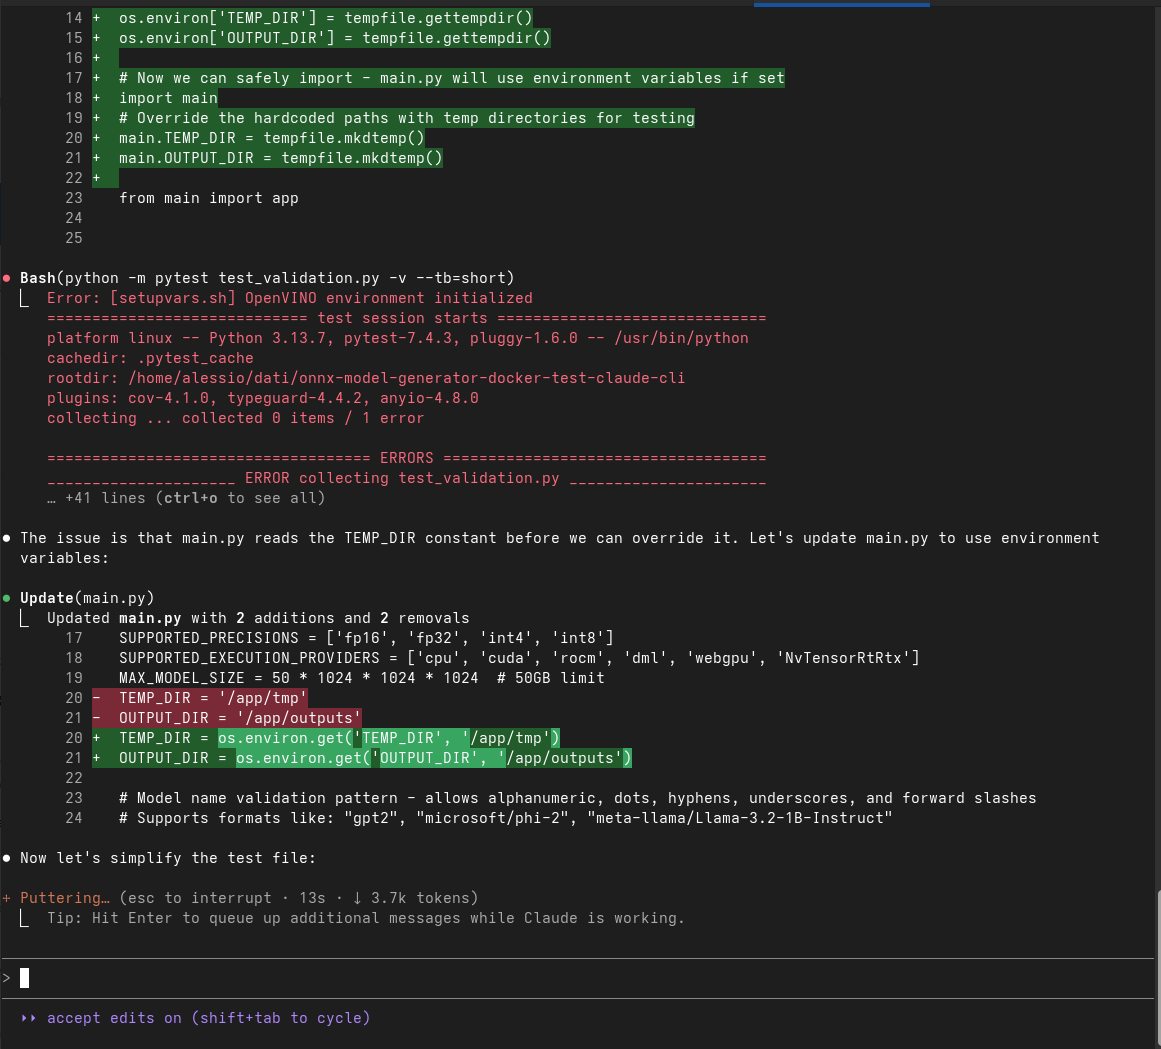 14 +  os.environ['TEMP_DIR'] = tempfile.gettempdir()
15 +  os.environ['OUTPUT_DIR'] = tempfile.gettempdir()
16 +
17 +  # Now we can safely import - main.py will use environment variables if set
18 +  import main
19 +  # Override the hardcoded paths with temp directories for testing
20 +  main.TEMP_DIR = tempfile.mkdtemp()
21 +  main.OUTPUT_DIR = tempfile.mkdtemp()
22 +
23    from main import app
24
25
● Bash(python -m pytest test_validation.py -v --tb=short)
⎿  Error: [setupvars.sh] OpenVINO environment initialized
============================= test session starts ==============================
platform linux -- Python 3.13.7, pytest-7.4.3, pluggy-1.6.0 -- /usr/bin/python
cachedir: .pytest_cache
rootdir: /home/alessio/dati/onnx-model-generator-docker-test-claude-cli
plugins: cov-4.1.0, typeguard-4.4.2, anyio-4.8.0
collecting ... collected 0 items / 1 error
==================================== ERRORS ====================================
_____________________ ERROR collecting test_validation.py ______________________
… +41 lines (ctrl+o to see all)
● The issue is that main.py reads the TEMP_DIR constant before we can override it. Let's update main.py to use environment
variables:
● Update(main.py)
⎿  Updated main.py with 2 additions and 2 removals
17    SUPPORTED_PRECISIONS = ['fp16', 'fp32', 'int4', 'int8']
18    SUPPORTED_EXECUTION_PROVIDERS = ['cpu', 'cuda', 'rocm', 'dml', 'webgpu', 'NvTensorRtRtx']
19    MAX_MODEL_SIZE = 50 * 1024 * 1024 * 1024  # 50GB limit
20 -  TEMP_DIR = '/app/tmp'
21 -  OUTPUT_DIR = '/app/outputs'
20 +  TEMP_DIR = os.environ.get('TEMP_DIR', '/app/tmp')
21 +  OUTPUT_DIR = os.environ.get('OUTPUT_DIR', '/app/outputs')
22
23    # Model name validation pattern - allows alphanumeric, dots, hyphens, underscores, and forward slashes
24    # Supports formats like: "gpt2", "microsoft/phi-2", "meta-llama/Llama-3.2-1B-Instruct"
● Now let's simplify the test file:
+ Puttering… (esc to interrupt · 13s · ↓ 3.7k tokens)
⎿  Tip: Hit Enter to queue up additional messages while Claude is working.
>
⏵⏵ accept edits on (shift+tab to cycle)